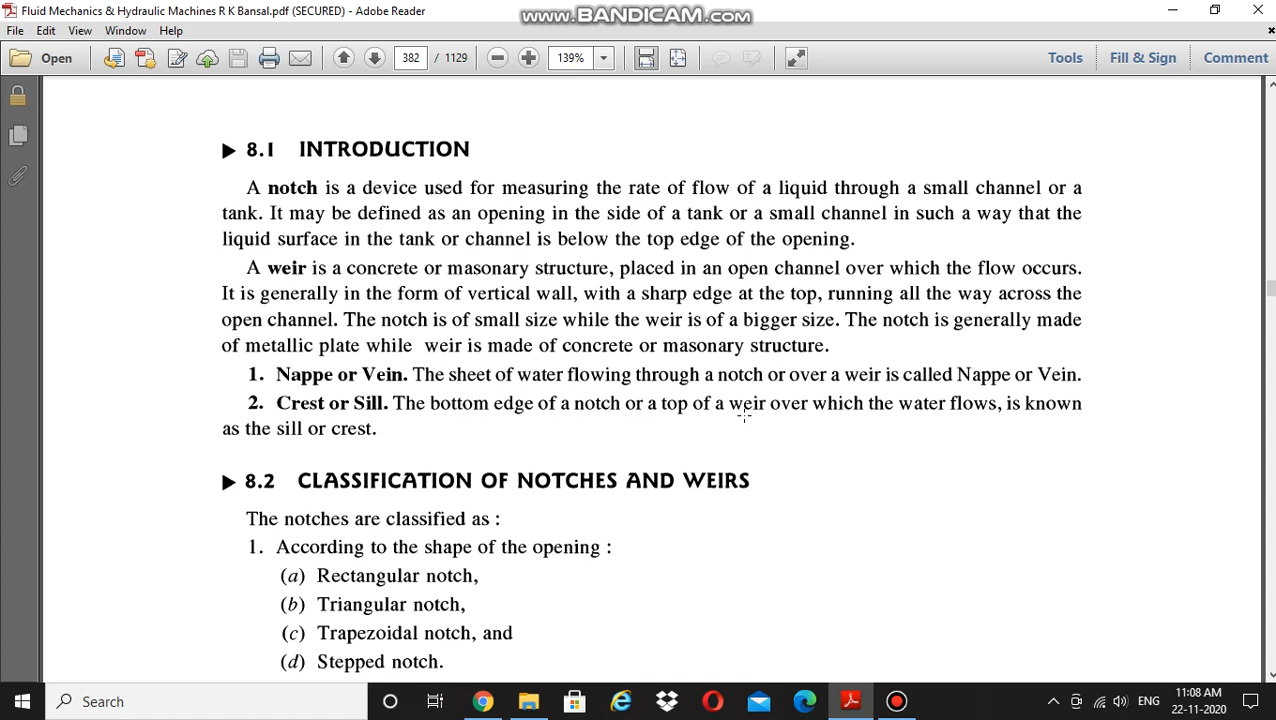 Fluid Mechanics & Hydraulic Machines R K Bansal.pdf (SECURED) - Adobe Reader
www.BANDICAM.com
File Edit View Window Help
Open 382 / 1129 139% Tools Fill & Sign Comment
8.1 INTRODUCTION
A notch is a device used for measuring the rate of flow of a liquid through a small channel or a
tank. It may be defined as an opening in the side of a tank or a small channel in such a way that the
liquid surface in the tank or channel is below the top edge of the opening.
A weir is a concrete or masonary structure, placed in an open channel over which the flow occurs.
It is generally in the form of vertical wall, with a sharp edge at the top, running all the way across the
open channel. The notch is of small size while the weir is of a bigger size. The notch is generally made
of metallic plate while weir is made of concrete or masonary structure.
1. Nappe or Vein. The sheet of water flowing through a notch or over a weir is called Nappe or Vein.
2. Crest or Sill. The bottom edge of a notch or a top of a weir over which the water flows, is known
as the sill or crest.
8.2 CLASSIFICATION OF NOTCHES AND WEIRS
The notches are classified as :
1. According to the shape of the opening :
(a) Rectangular notch,
(b) Triangular notch,
(c) Trapezoidal notch, and
(d) Stepped notch.
Search
ENG
11:08 AM
22-11-2020